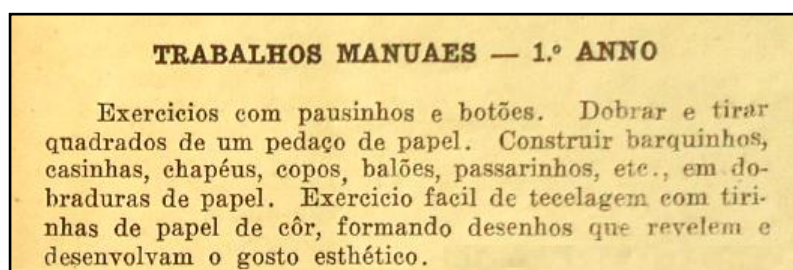 TRABALHOS MANUAES — 1.º ANNO
Exercicios com pausinhos e botões. Dobrar e tirar
quadrados de um pedaço de papel. Construir barquinhos,
casinhas, chapéus, copos, balões, passarinhos, etc., em do-
braduras de papel. Exercicio facil de tecelagem com tiri-
nhas de papel de côr, formando desenhos que revelem e
desenvolvam o gosto esthético.